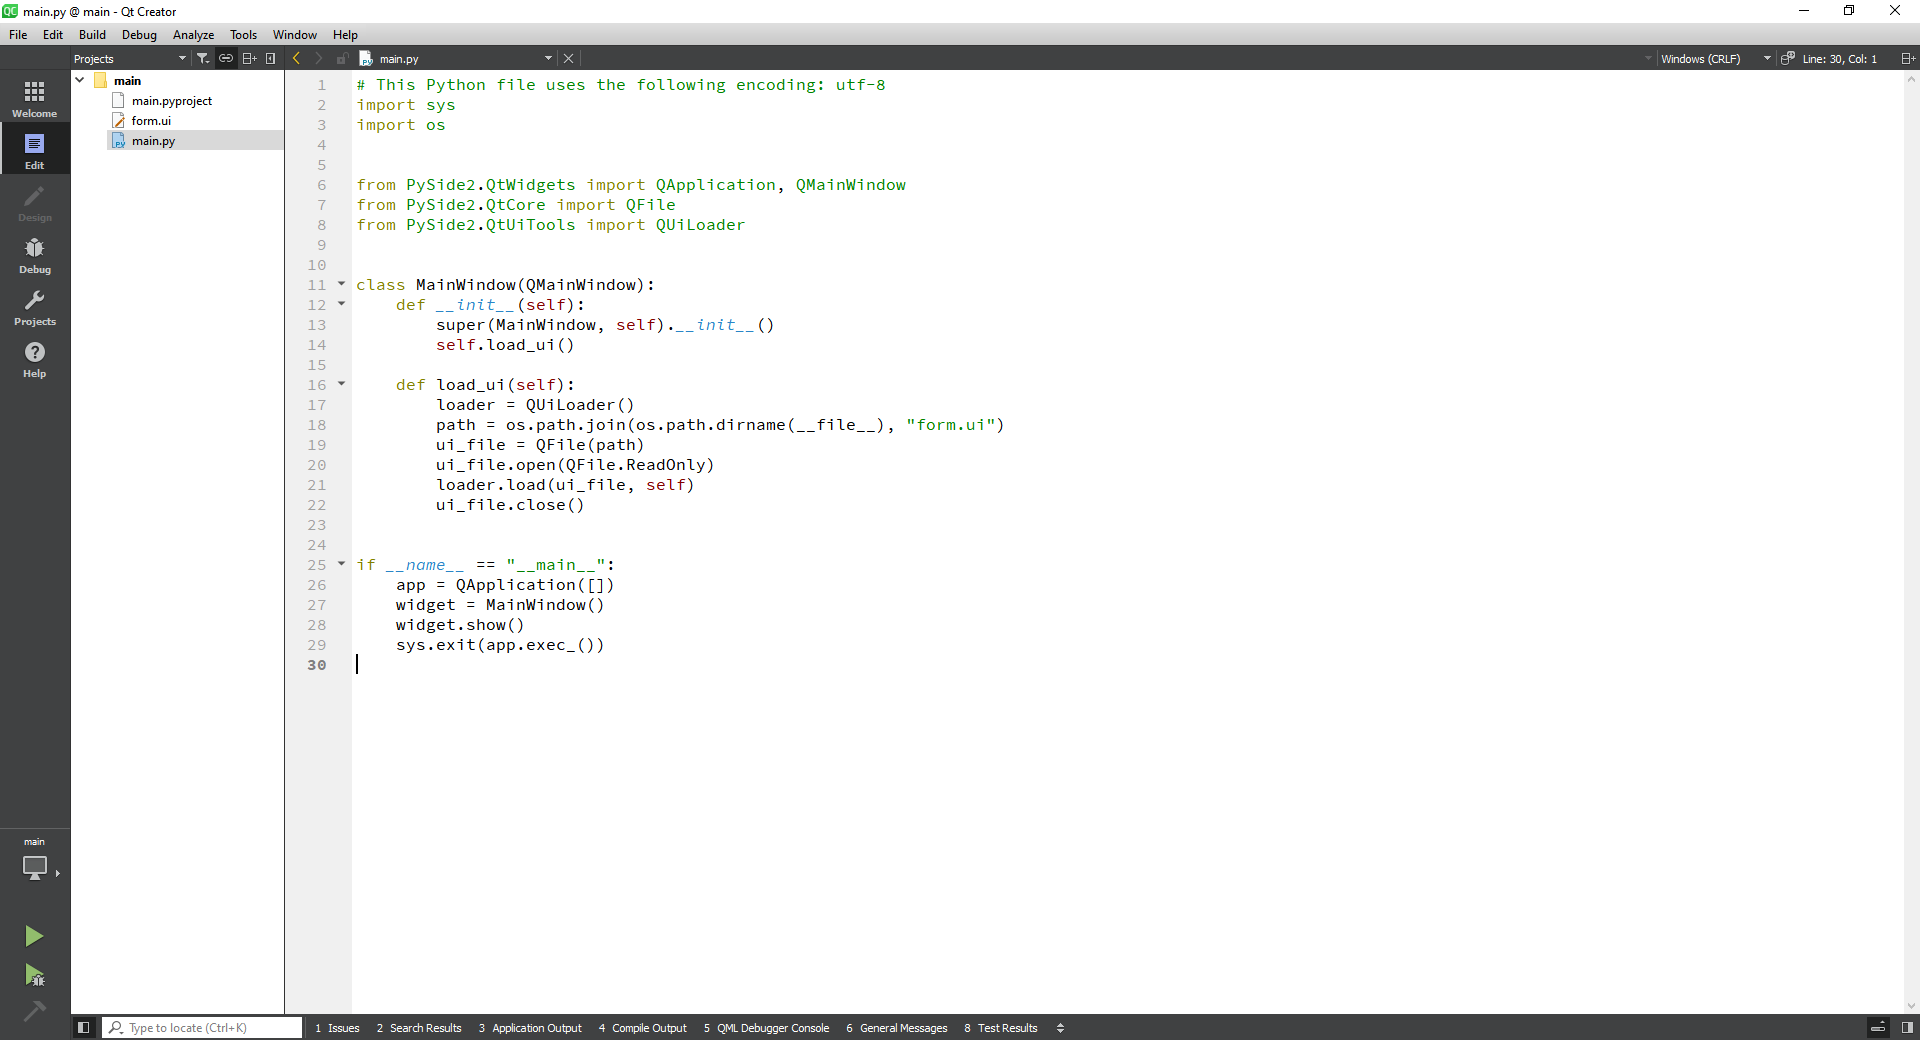 main.py @ main - Qt Creator
File Edit Build Debug Analyze Tools Window Help
Projects main.py Windows (CRLF) Line: 30, Col: 1
main
main.pyproject
form.ui
main.py
Welcome
Edit
Design
Debug
Projects
Help
1 # This Python file uses the following encoding: utf-8
2 import sys
3 import os
4
5
6 from PySide2.QtWidgets import QApplication, QMainWindow
7 from PySide2.QtCore import QFile
8 from PySide2.QtUiTools import QUiLoader
9
10
11 class MainWindow(QMainWindow):
12     def __init__(self):
13         super(MainWindow, self).__init__()
14         self.load_ui()
15
16     def load_ui(self):
17         loader = QUiLoader()
18         path = os.path.join(os.path.dirname(__file__), "form.ui")
19         ui_file = QFile(path)
20         ui_file.open(QFile.ReadOnly)
21         loader.load(ui_file, self)
22         ui_file.close()
23
24
25 if __name__ == "__main__":
26     app = QApplication([])
27     widget = MainWindow()
28     widget.show()
29     sys.exit(app.exec_())
30
main
Type to locate (Ctrl+K) 1 Issues 2 Search Results 3 Application Output 4 Compile Output 5 QML Debugger Console 6 General Messages 8 Test Results